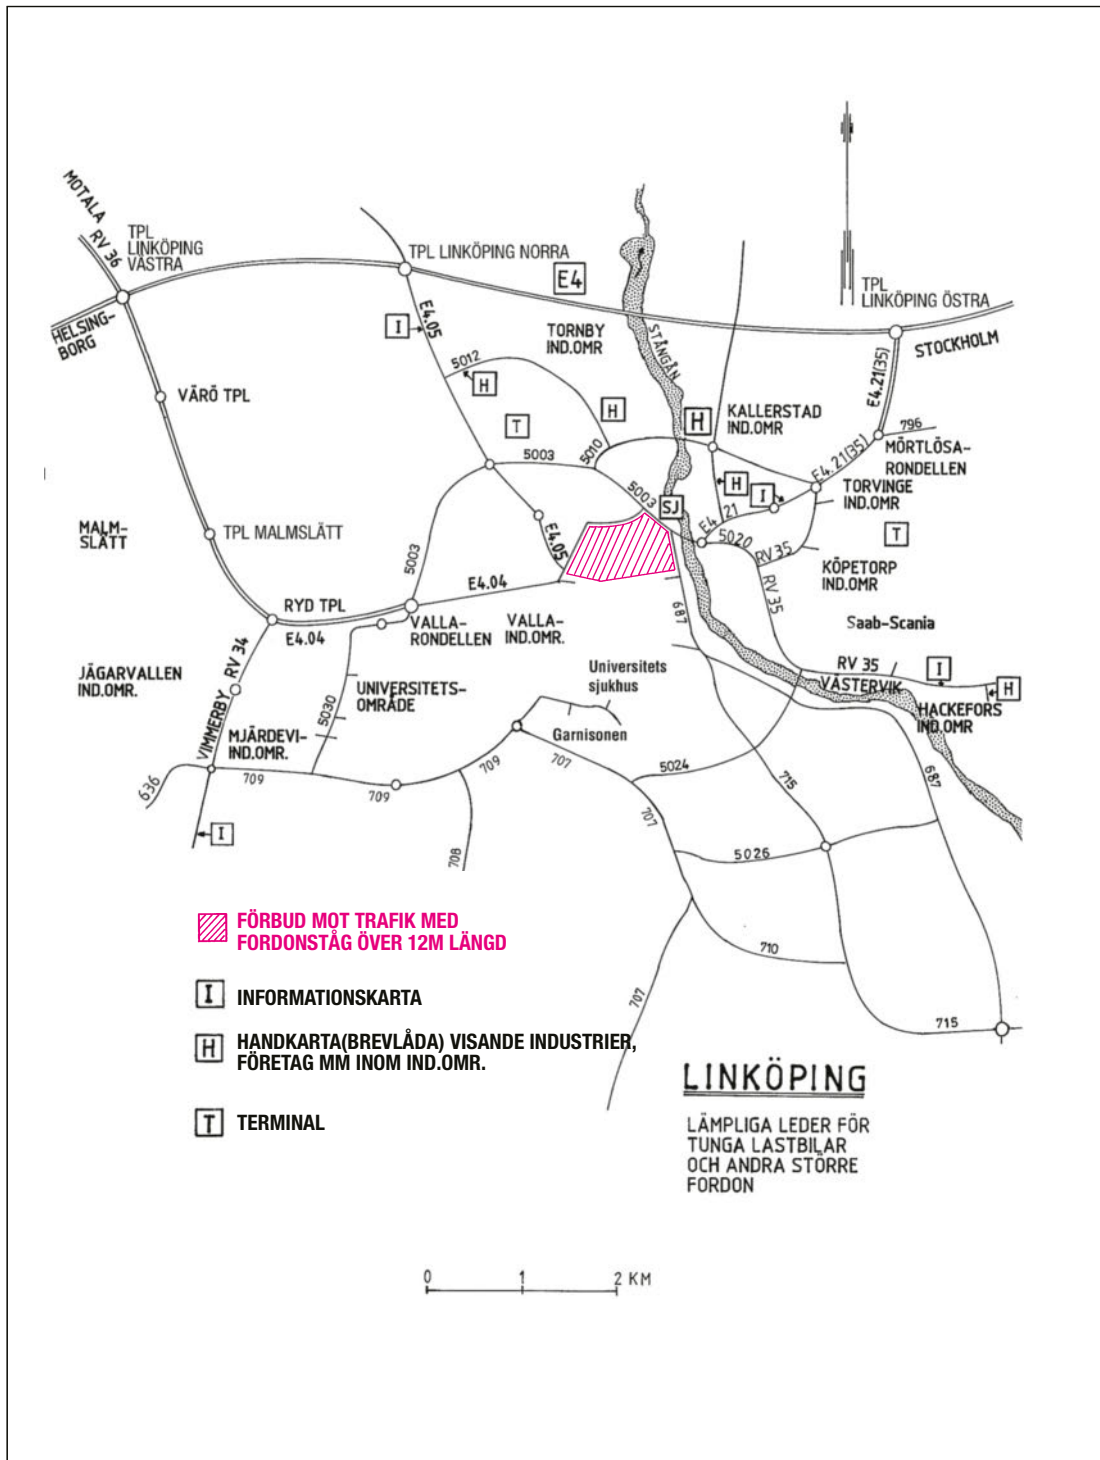 MOTALA RV 36
TPL
LINKÖPING
VÄSTRA
TPL LINKÖPING NORRA
E4
TPL
LINKÖPING ÖSTRA
HELSING-
BORG
STOCKHOLM
E4.05
I
TORNBY
IND.OMR
STÅNGÅN
E4.21(35)
5012
H
VÄRÖ TPL
H
H
KALLERSTAD
IND.OMR
796
MÖRTLÖSA-
RONDELLEN
T
5003
5010
E4.21(35)
H
I
TORVINGE
IND.OMR
5003
SJ
E4.21
MALM-
SLÄTT
TPL MALMSLÄTT
E4.05
5020
RV 35
T
KÖPETORP
IND.OMR
5003
E4.04
RV 35
RYD TPL
E4.04
VALLA-
RONDELLEN
VALLA-
IND.OMR.
687
Saab-Scania
JÄGARVALLEN
IND.OMR.
VIMMERBY RV 34
UNIVERSITETS-
OMRÅDE
Universitets
sjukhus
RV 35
VÄSTERVIK
I
H
5030
HACKEFORS
IND.OMR
MJÄRDEVI-
IND.OMR.
Garnisonen
636
709
709
709
707
5024
715
687
I
708
707
5026
710
707
715
FÖRBUD MOT TRAFIK MED
FORDONSTÅG ÖVER 12M LÄNGD
I INFORMATIONSKARTA
H HANDKARTA(BREVLÅDA) VISANDE INDUSTRIER,
FÖRETAG MM INOM IND.OMR.
T TERMINAL
LINKÖPING
LÄMPLIGA LEDER FÖR
TUNGA LASTBILAR
OCH ANDRA STÖRRE
FORDON
0 1 2 KM